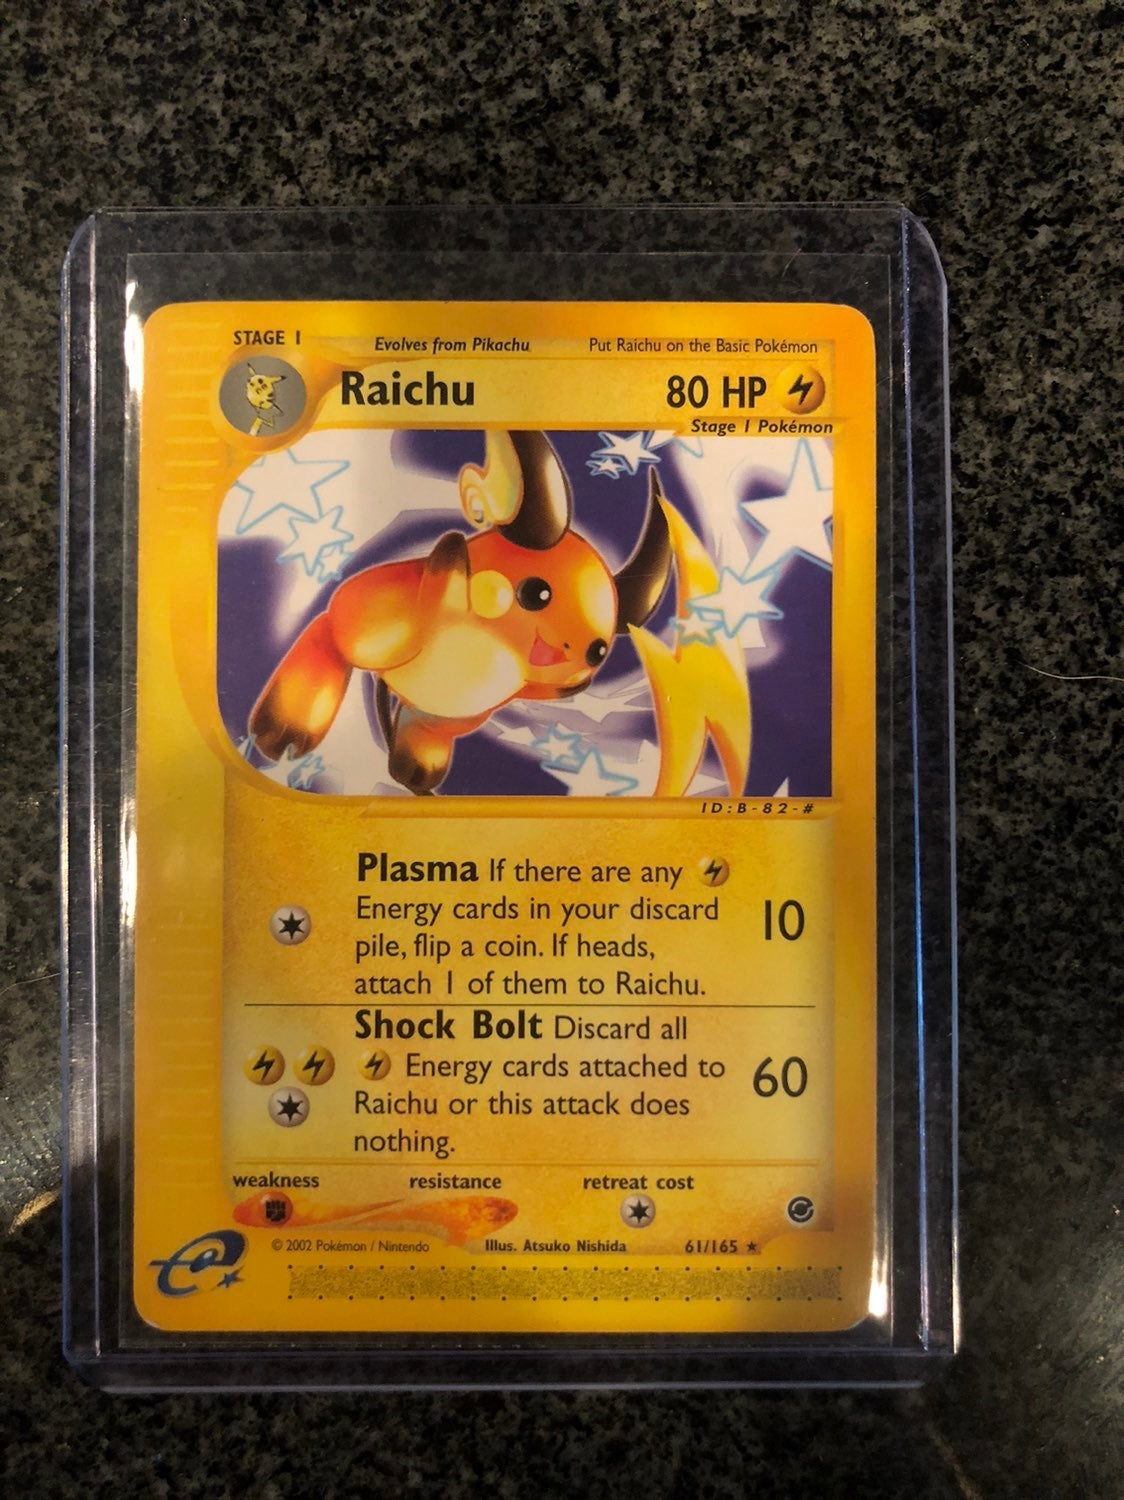 STAGE 1
Evolves from Pikachu
Put Raichu on the Basic Pokémon
Raichu
80 HP
Stage 1 Pokémon
ID:B-82-#
Plasma If there are any
Energy cards in your discard
pile, flip a coin. If heads,
attach 1 of them to Raichu.
10
Shock Bolt Discard all
Energy cards attached to
Raichu or this attack does
nothing.
60
weakness
resistance
retreat cost
© 2002 Pokémon / Nintendo
Illus. Atsuko Nishida
61/165 ★
e